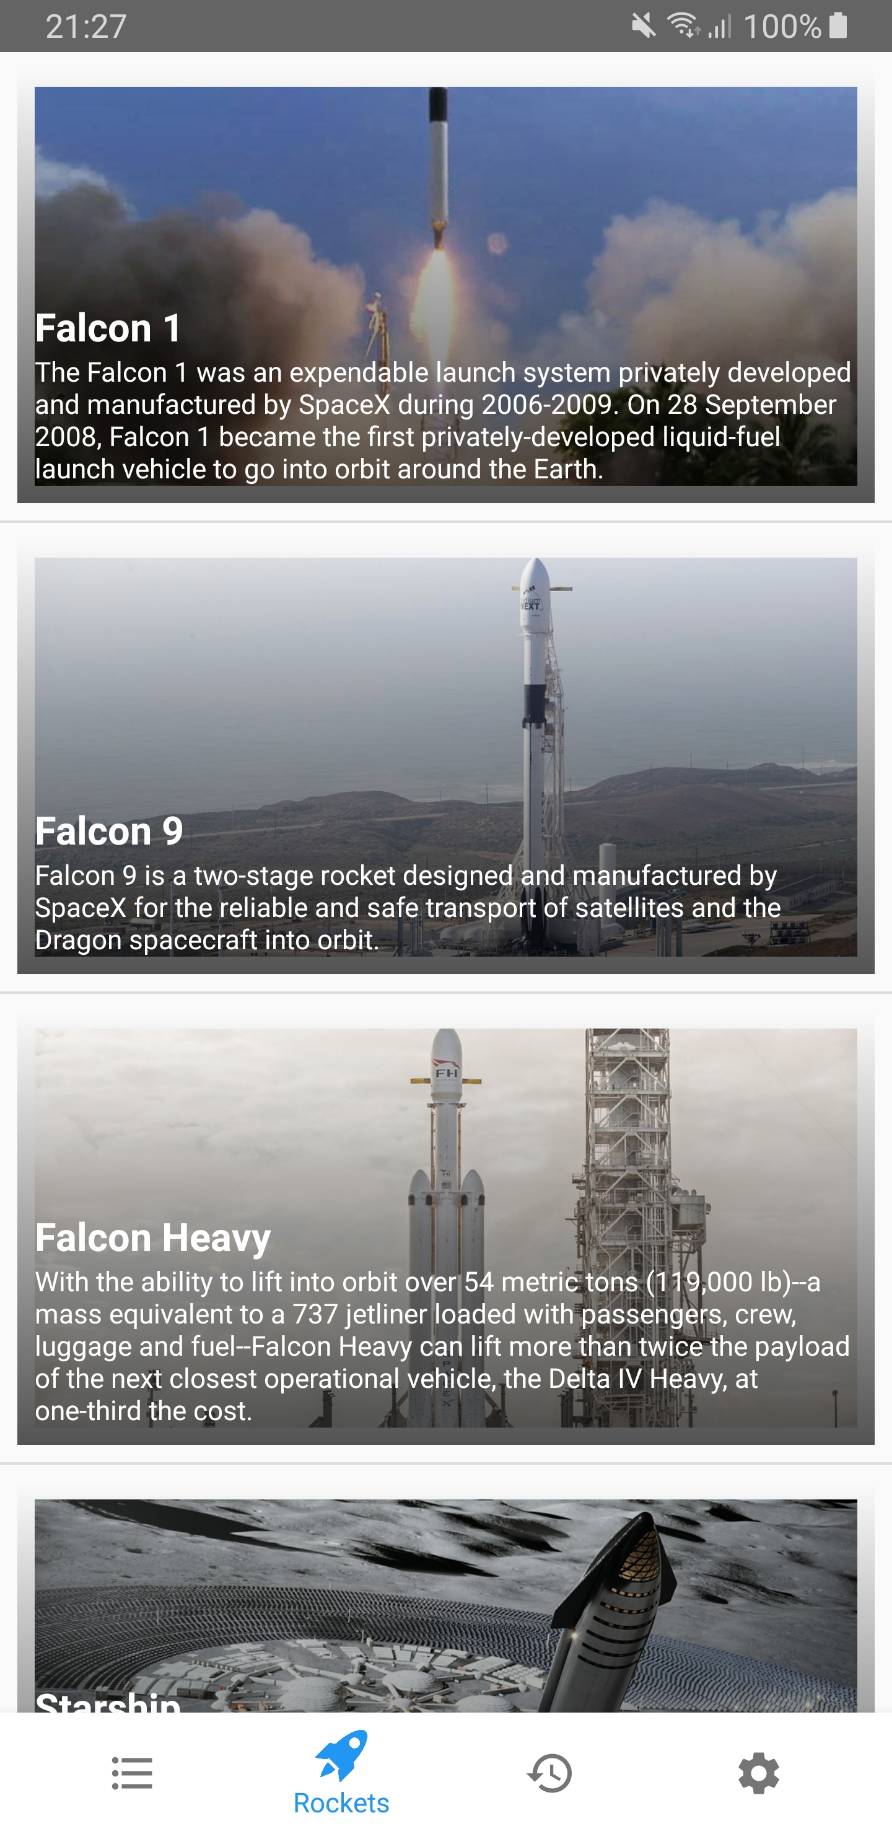 21:27
100%
Falcon 1
The Falcon 1 was an expendable launch system privately developed
and manufactured by SpaceX during 2006-2009. On 28 September
2008, Falcon 1 became the first privately-developed liquid-fuel
launch vehicle to go into orbit around the Earth.
NEXT
Falcon 9
Falcon 9 is a two-stage rocket designed and manufactured by
SpaceX for the reliable and safe transport of satellites and the
Dragon spacecraft into orbit.
FH
Falcon Heavy
With the ability to lift into orbit over 54 metric tons (119,000 lb)--a
mass equivalent to a 737 jetliner loaded with passengers, crew,
luggage and fuel--Falcon Heavy can lift more than twice the payload
of the next closest operational vehicle, the Delta IV Heavy, at
one-third the cost.
Starship
Rockets